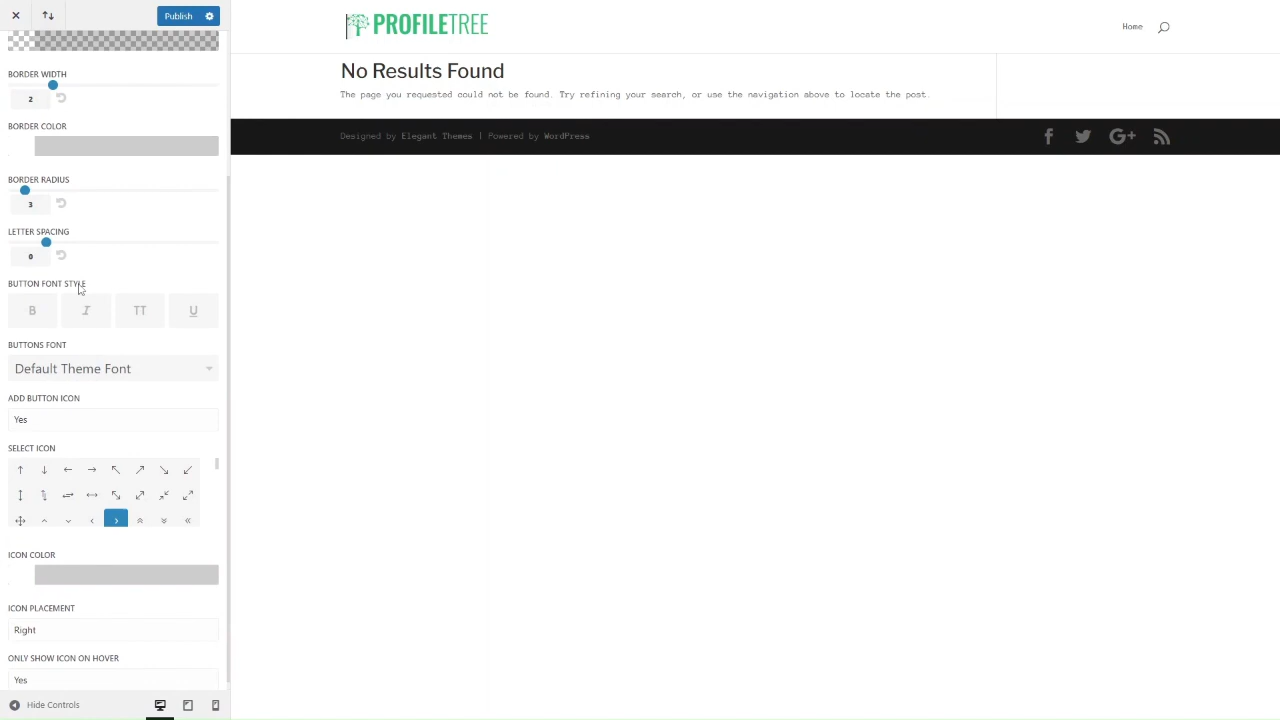 Publish
BORDER WIDTH
2
BORDER COLOR
BORDER RADIUS
3
LETTER SPACING
0
BUTTON FONT STYLE
B I TT U
BUTTONS FONT
Default Theme Font
ADD BUTTON ICON
Yes
SELECT ICON
ICON COLOR
ICON PLACEMENT
Right
ONLY SHOW ICON ON HOVER
Yes
Hide Controls
PROFILETREE
Home
No Results Found
The page you requested could not be found. Try refining your search, or use the navigation above to locate the post.
Designed by Elegant Themes | Powered by WordPress